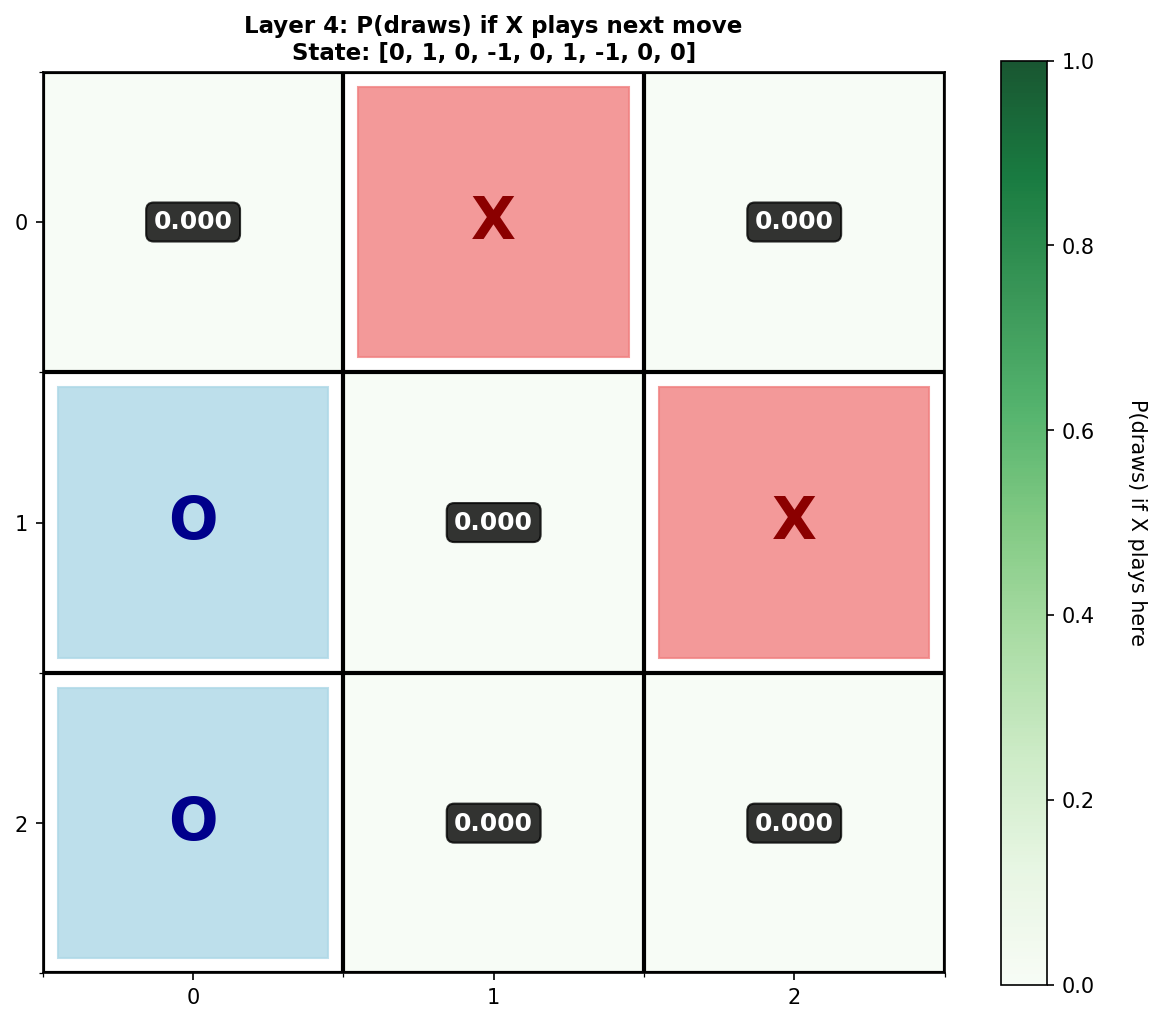 Layer 4: P(draws) if X plays next move
State: [0, 1, 0, -1, 0, 1, -1, 0, 0]
0.000 X 0.000
O 0.000 X
O 0.000 0.000
0
1
2
0 1 2
1.0
0.8
0.6
0.4
0.2
0.0
P(draws) if X plays here